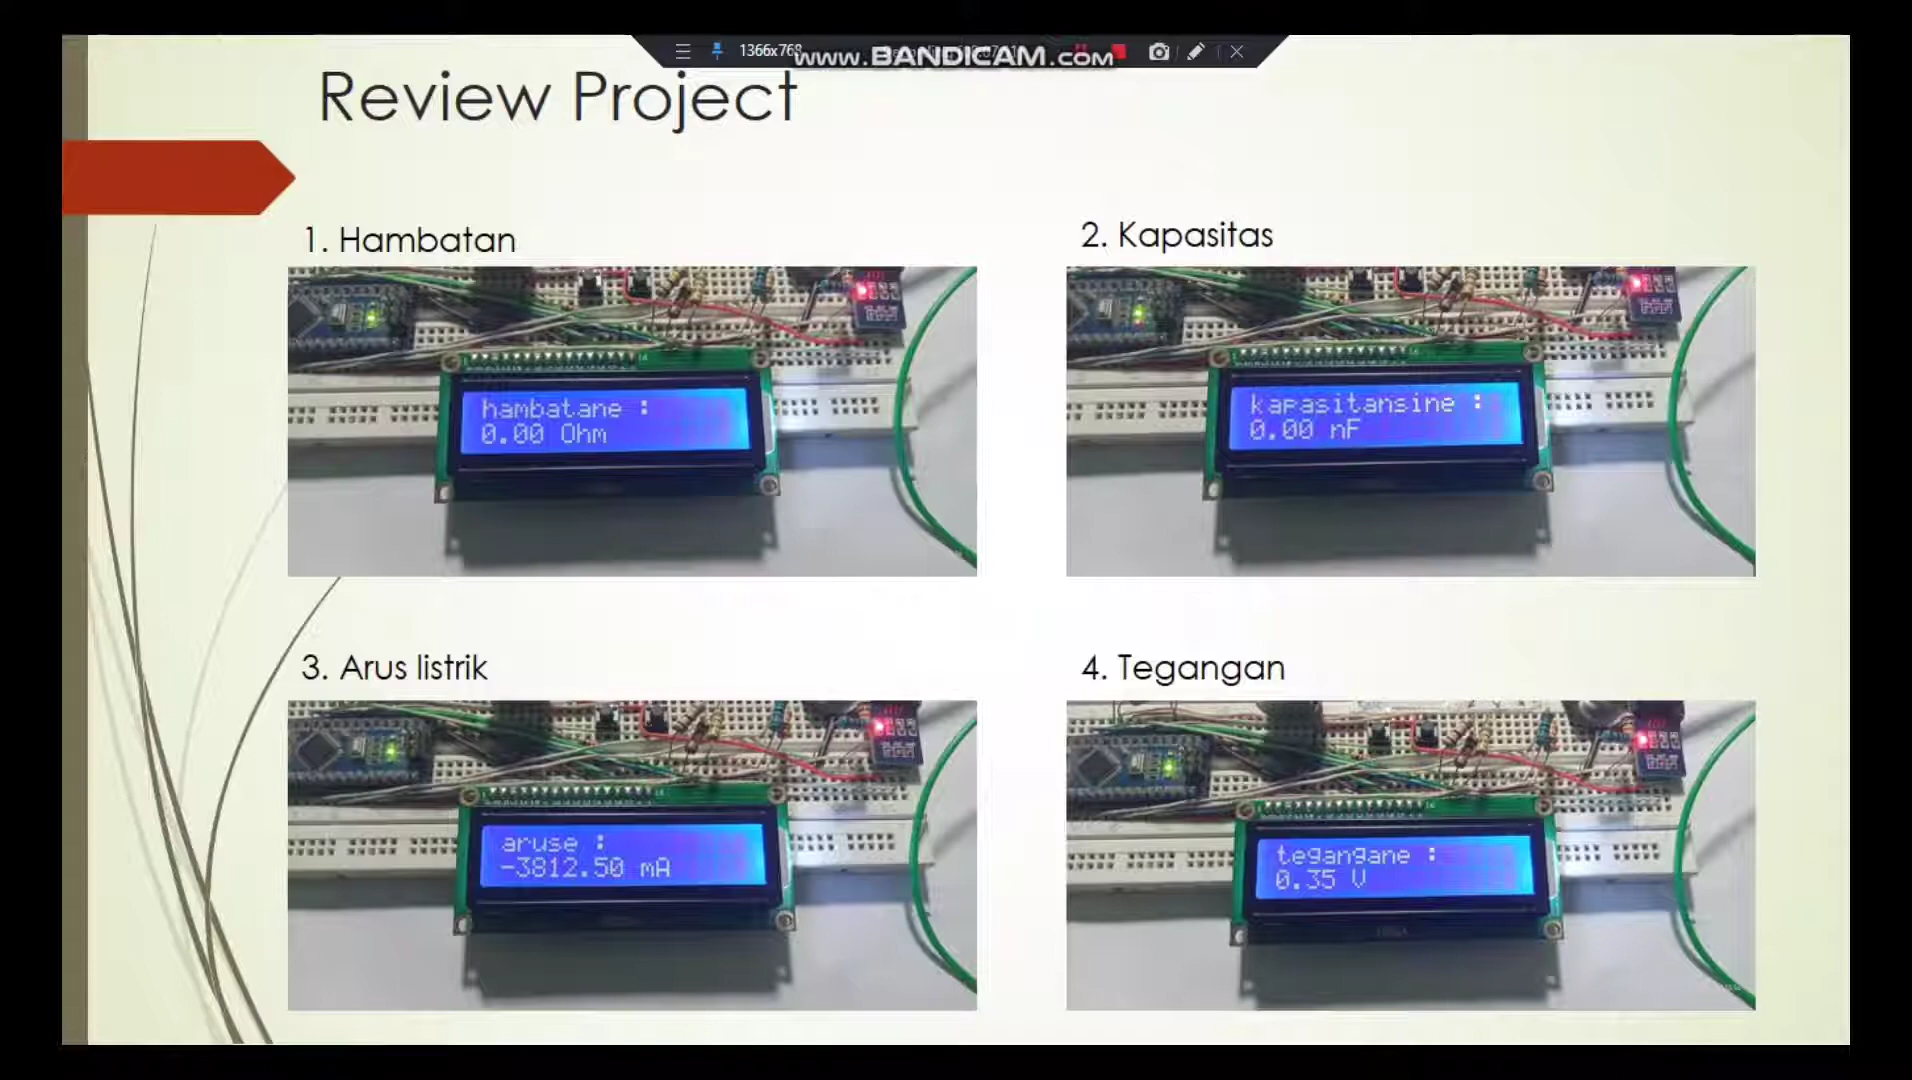 1366x768
www.BANDICAM.com
Review Project
1. Hambatan
2. Kapasitas
hambatane :
0.00 Ohm
kapasitansine :
0.00 nF
3. Arus listrik
4. Tegangan
aruse :
-3812.50 mA
tegangane :
0.35 V